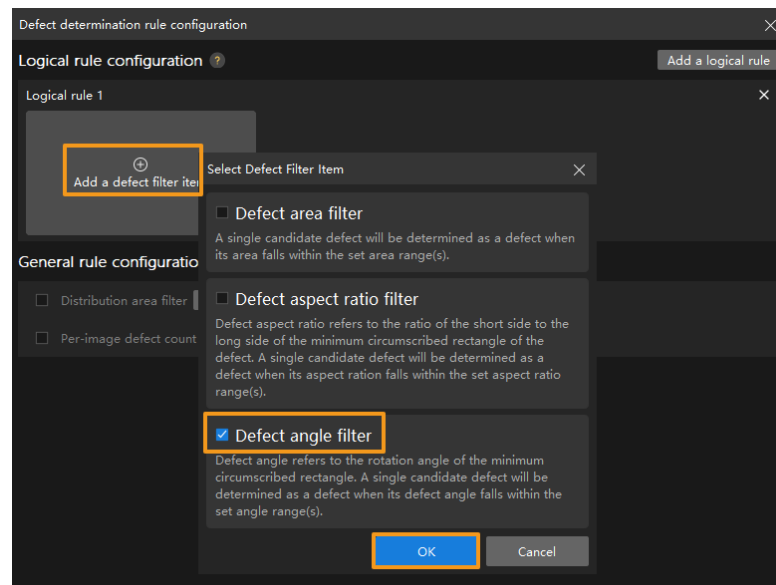 Defect determination rule configuration
Logical rule configuration ?
Add a logical rule
Logical rule 1
Add a defect filter
Select Defect Filter Item
Defect area filter
A single candidate defect will be determined as a defect when
its area falls within the set area range(s).
Defect aspect ratio filter
Defect aspect ratio refers to the ratio of the short side to the
long side of the minimum circumscribed rectangle of the
defect. A single candidate defect will be determined as a
defect when its aspect ration falls within the set aspect ratio
range(s).
Defect angle filter
Defect angle refers to the rotation angle of the minimum
circumscribed rectangle. A single candidate defect will be
determined as a defect when its defect angle falls within the
set angle range(s).
OK
Cancel
General rule configuratio
Distribution area filter
Per-image defect count